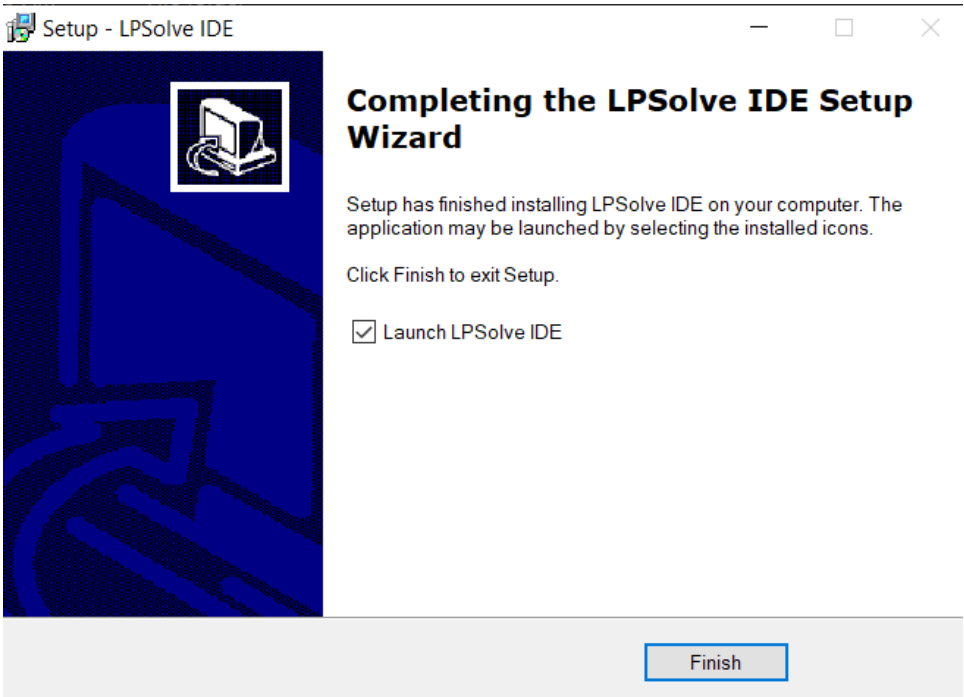 Setup - LPSolve IDE
Completing the LPSolve IDE Setup
Wizard
Setup has finished installing LPSolve IDE on your computer. The
application may be launched by selecting the installed icons.
Click Finish to exit Setup.
Launch LPSolve IDE
Finish